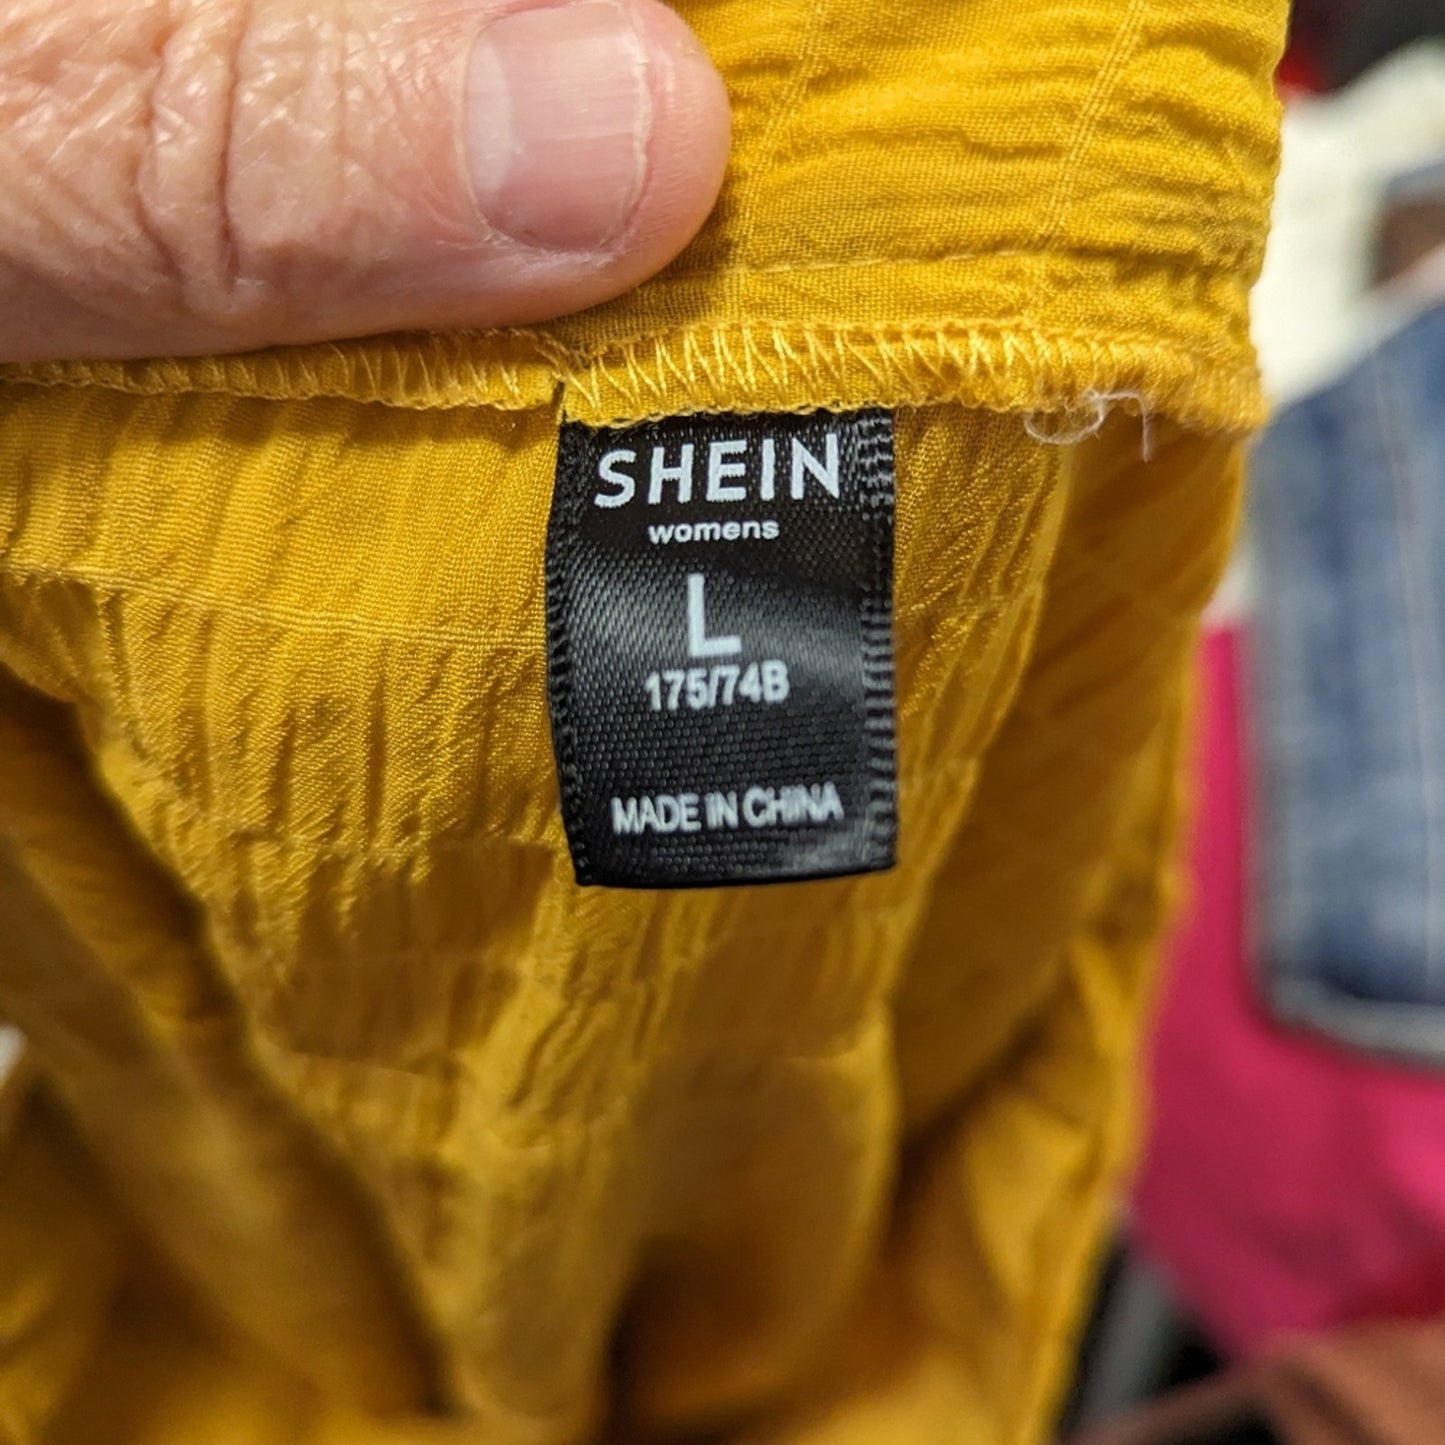 SHEIN
womens
L
175/74B
MADE IN CHINA